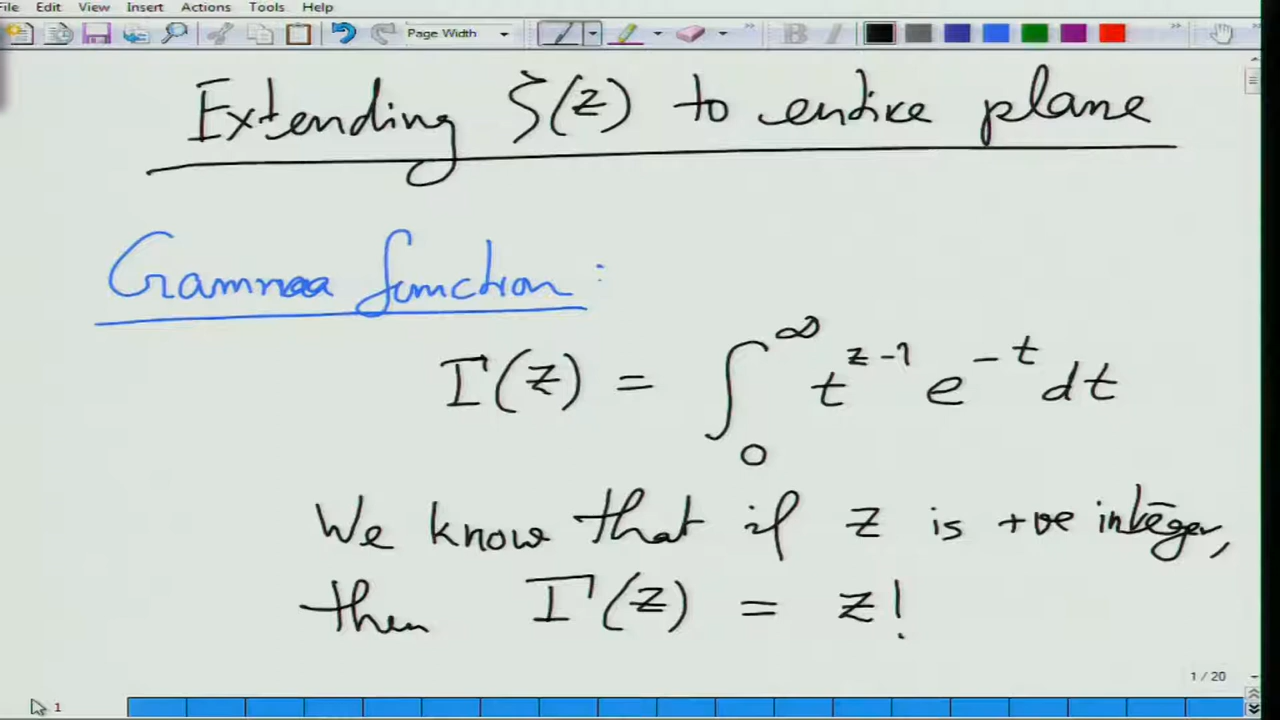 File Edit View Insert Actions Tools Help
Page Width
Extending ζ(z) to entire plane
Gamma function:
Γ(z) = ∫₀^∞ t^{z-1} e^{-t} dt
We know that if z is +ve integer,
then Γ(z) = z!
1 / 20
1